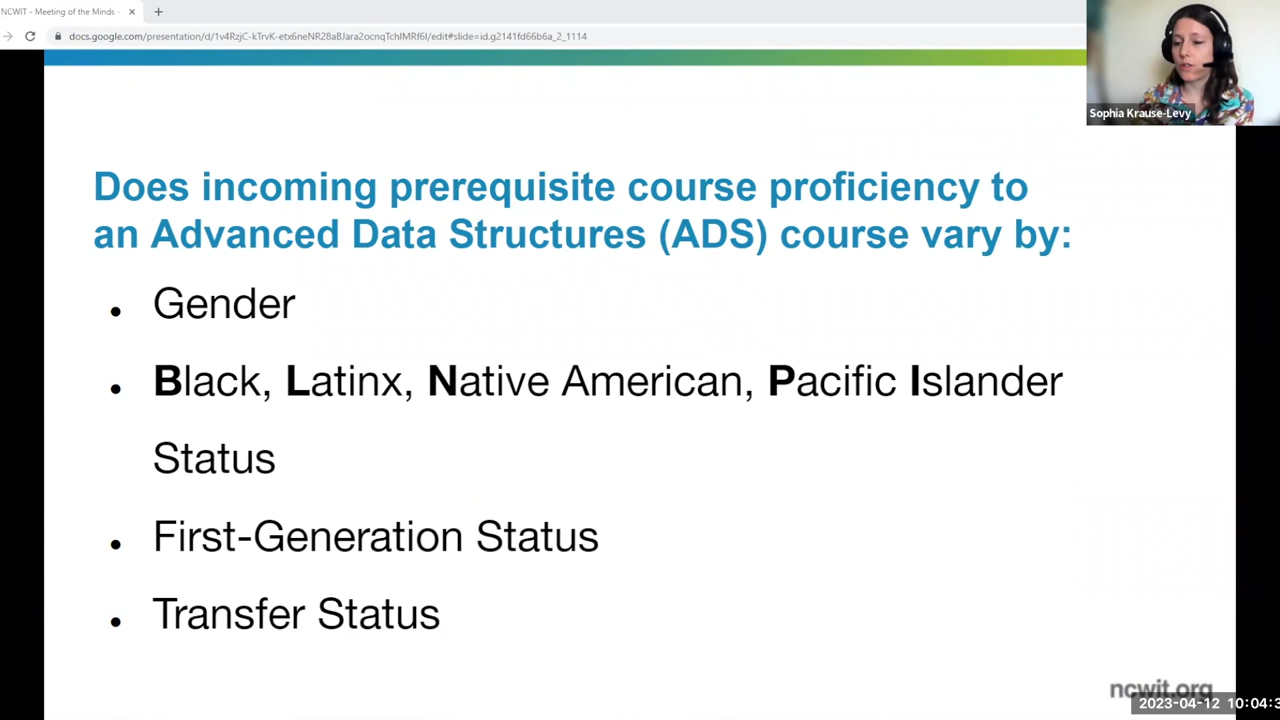 NCWIT - Meeting of the Minds
docs.google.com/presentation/d/1v4RzjC-kTrvK-etx6neNR28aBJara2ocnqTchIMRf6I/edit#slide=id.g2141fd66b6a_2_1114
Sophia Krause-Levy
Does incoming prerequisite course proficiency to
an Advanced Data Structures (ADS) course vary by:
• Gender
• Black, Latinx, Native American, Pacific Islander
Status
• First-Generation Status
• Transfer Status
ncwit.org
2023-04-12 10:04:3